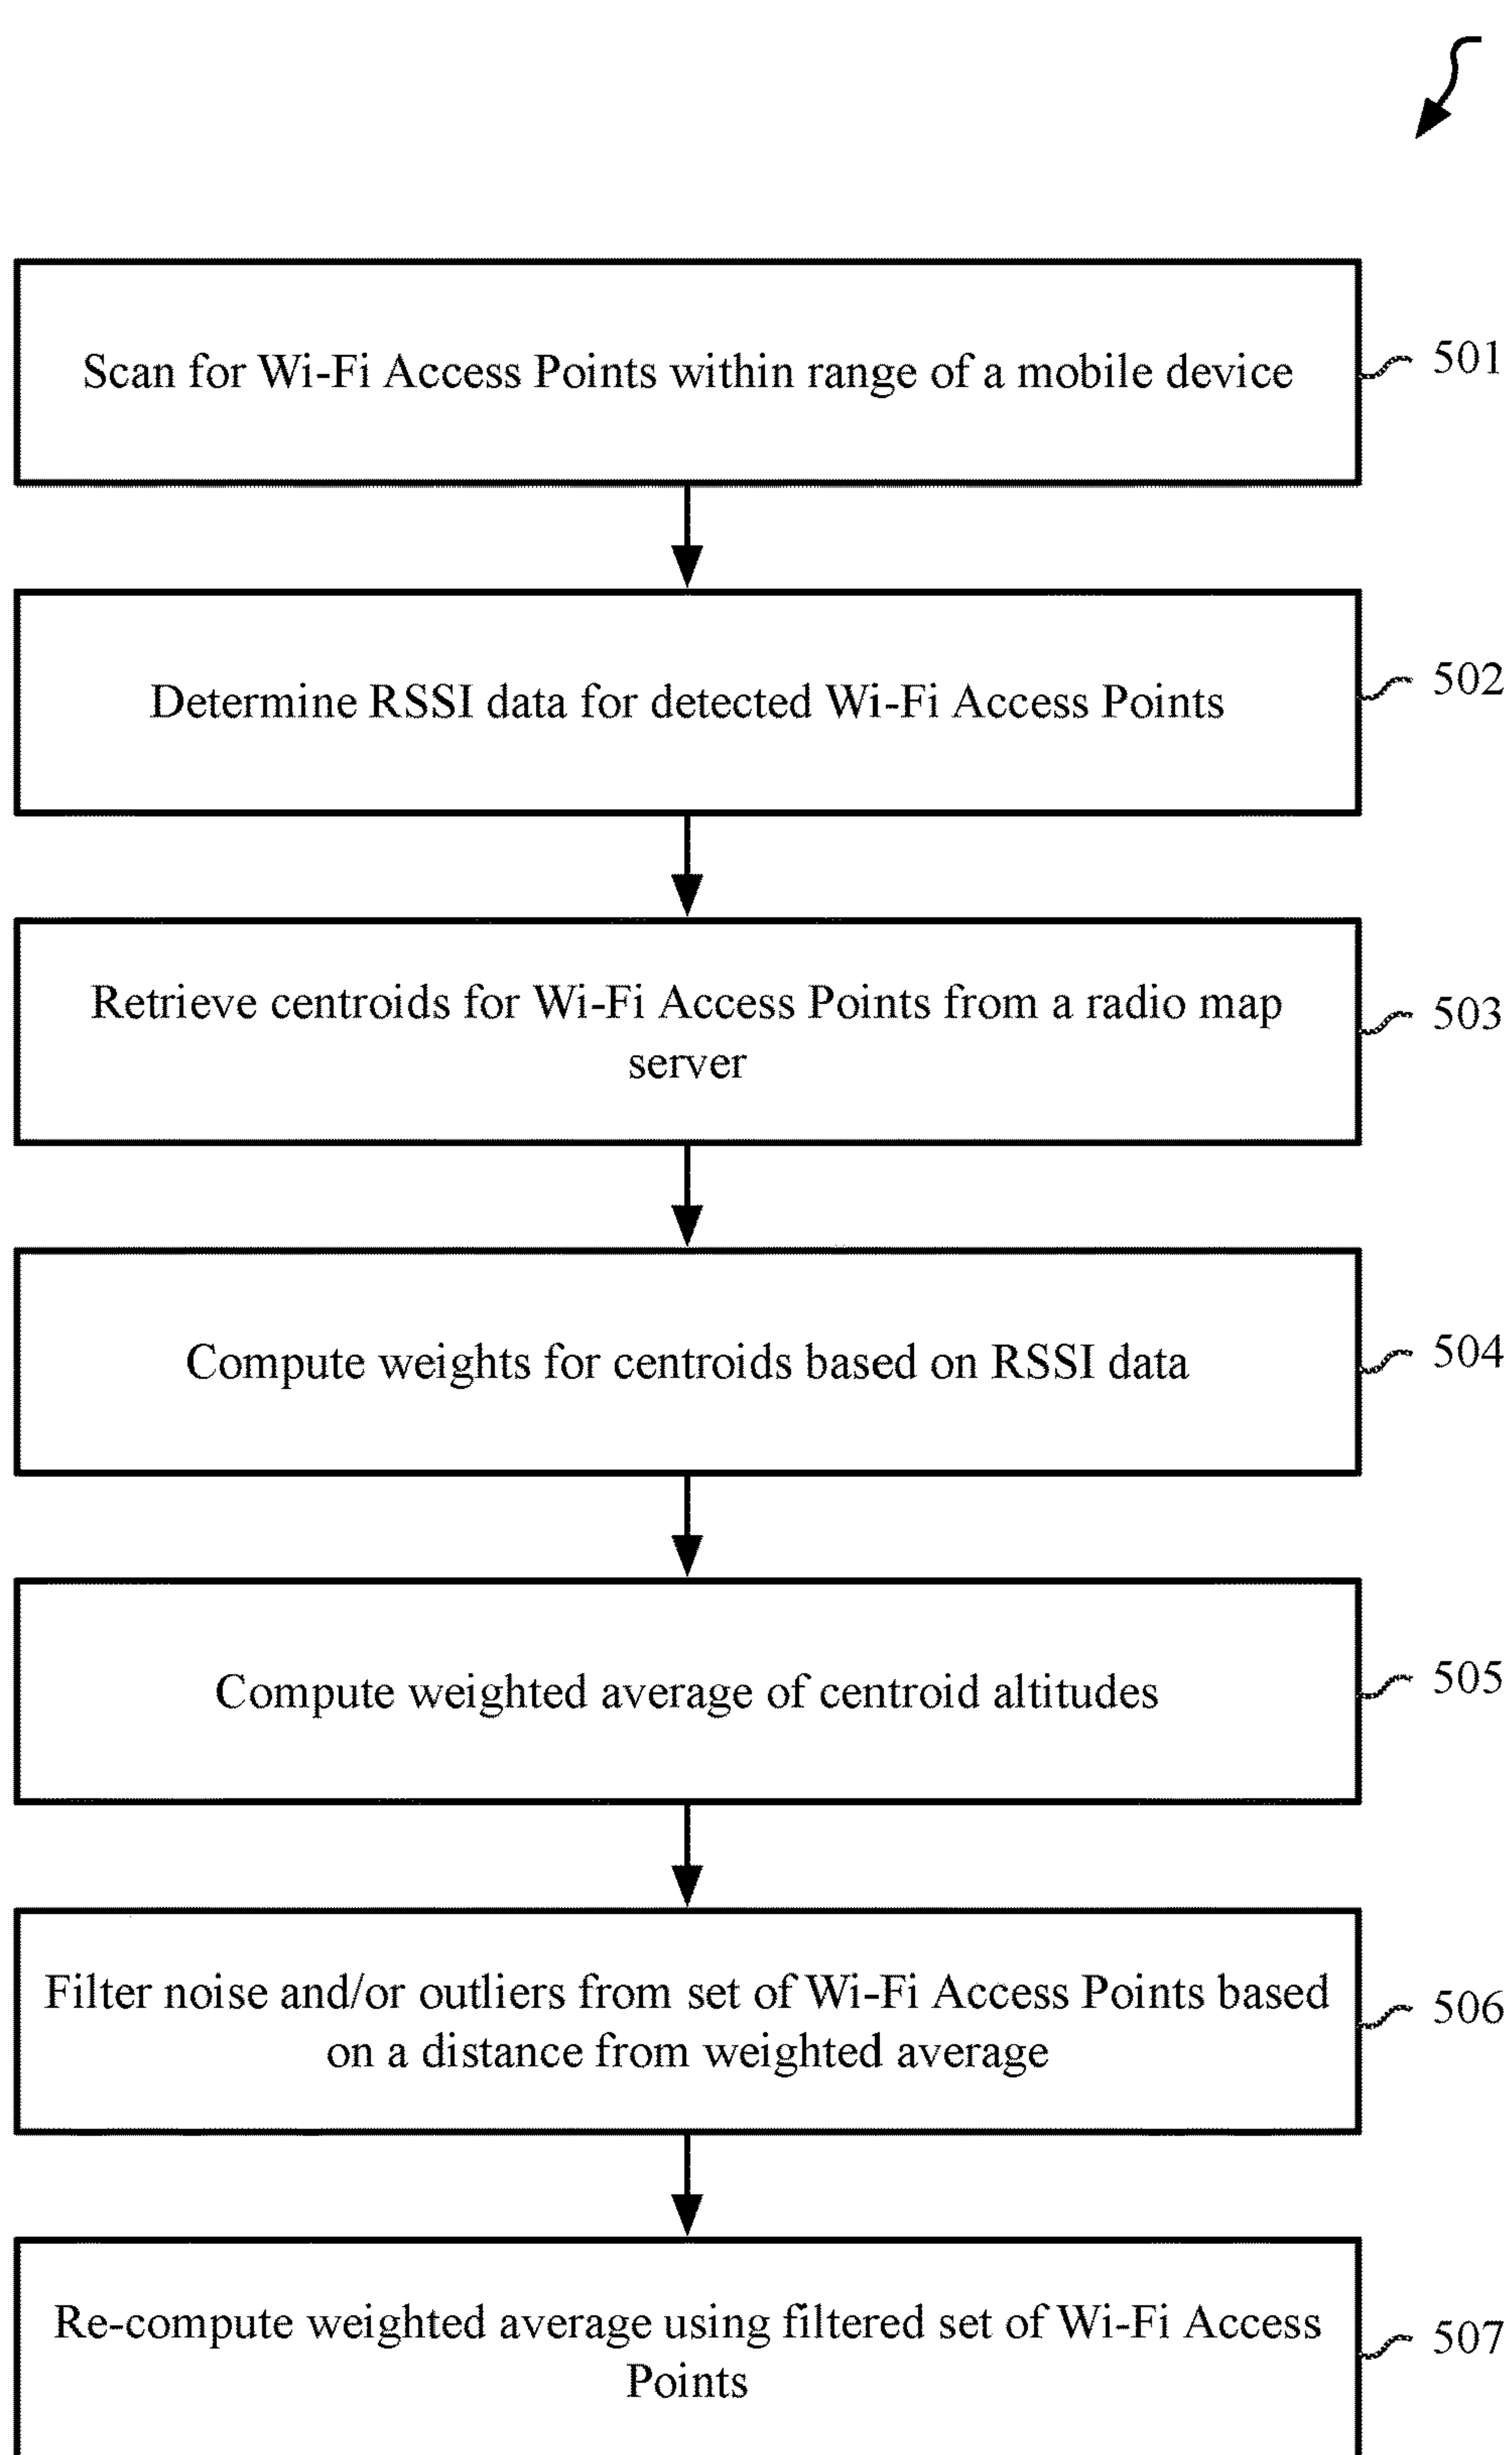 Scan for Wi-Fi Access Points within range of a mobile device
501
Determine RSSI data for detected Wi-Fi Access Points
502
Retrieve centroids for Wi-Fi Access Points from a radio map
server
503
Compute weights for centroids based on RSSI data
504
Compute weighted average of centroid altitudes
505
Filter noise and/or outliers from set of Wi-Fi Access Points based
on a distance from weighted average
506
Re-compute weighted average using filtered set of Wi-Fi Access
Points
507